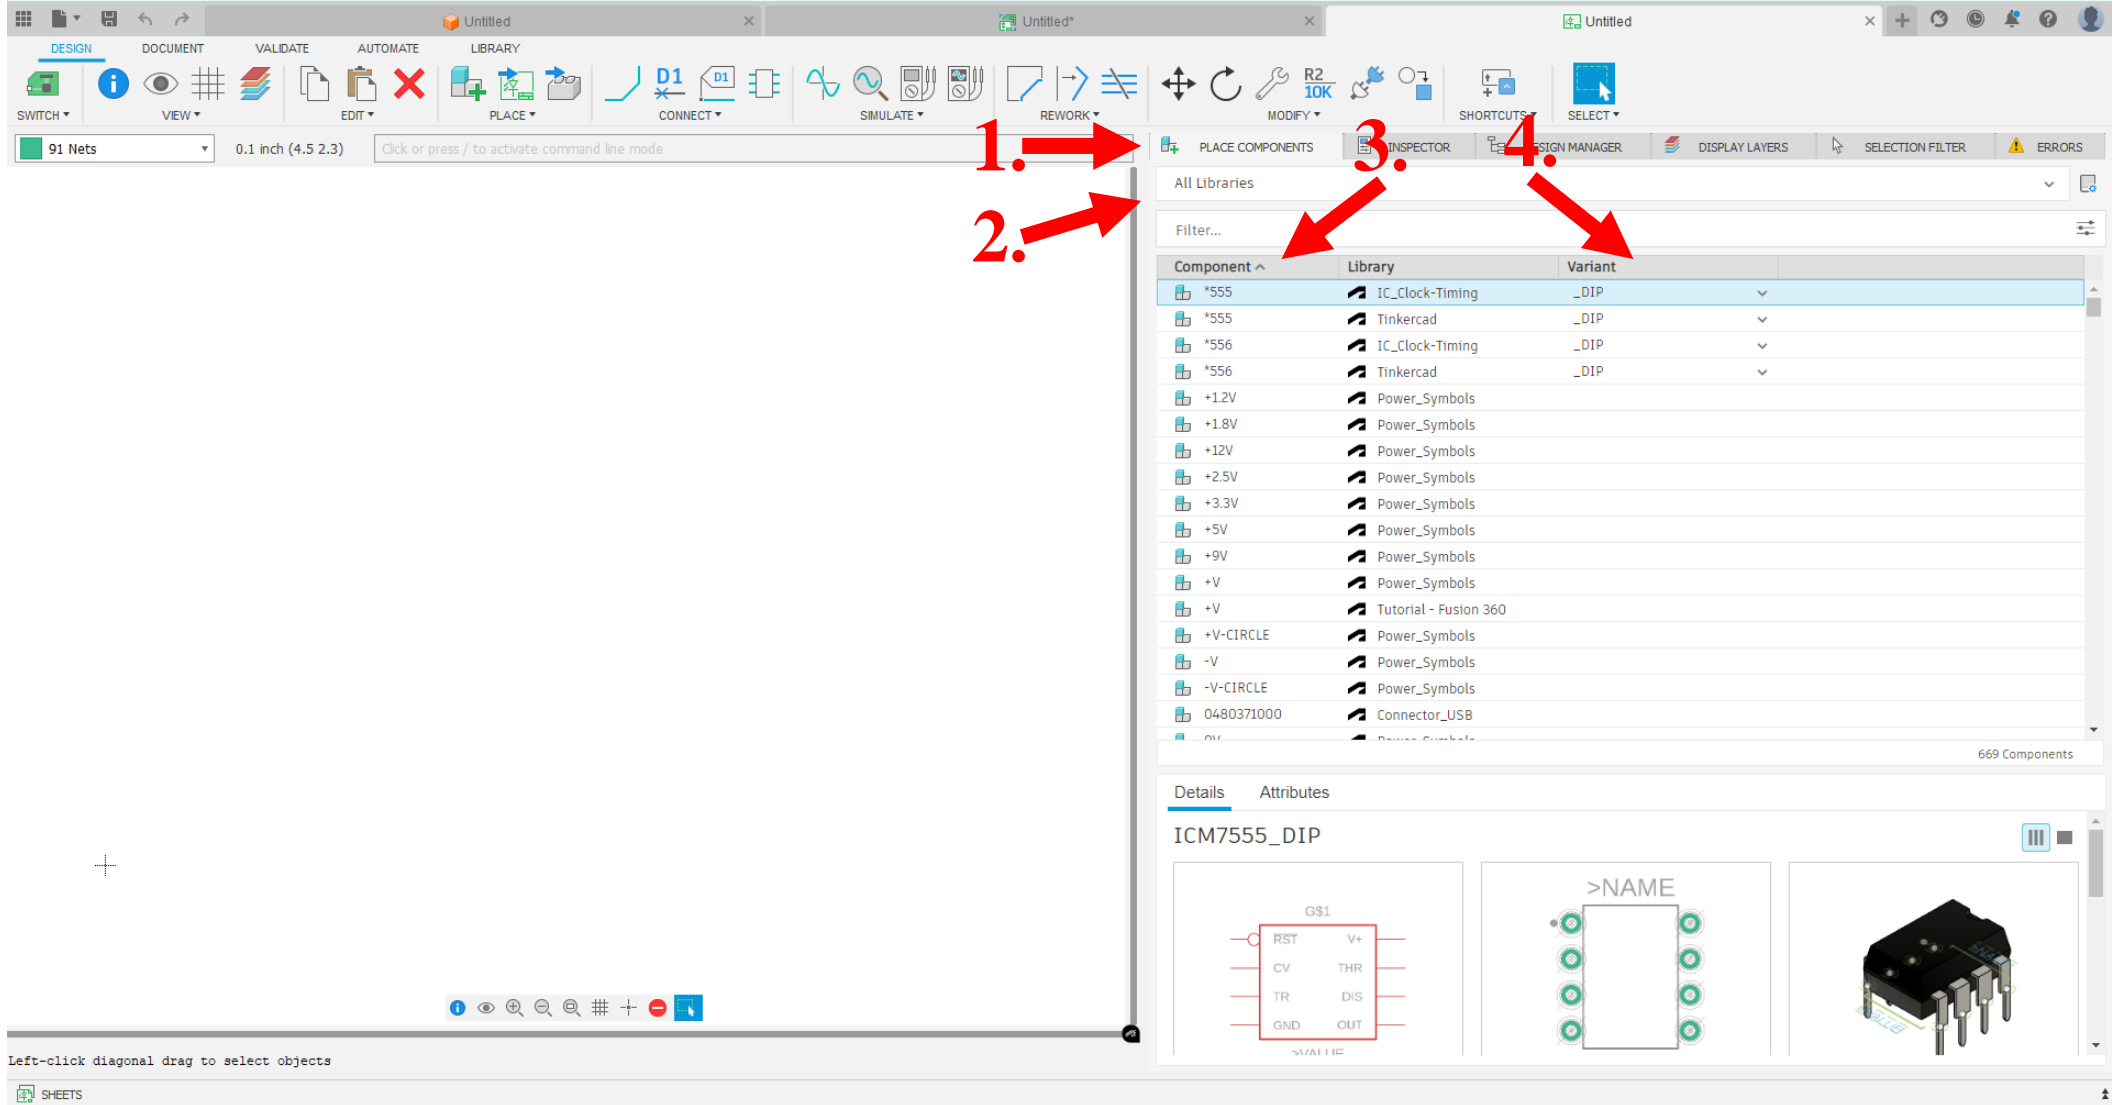 Untitled
Untitled*
Untitled
DESIGN DOCUMENT VALIDATE AUTOMATE LIBRARY
D1 D1 R2 10K
SWITCH VIEW EDIT PLACE CONNECT SIMULATE REWORK MODIFY SHORTCUTS SELECT
91 Nets 0.1 inch (4.5 2.3) Click or press / to activate command line mode
1. 2. 3. 4.
PLACE COMPONENTS INSPECTOR SIGN MANAGER DISPLAY LAYERS SELECTION FILTER ERRORS
All Libraries
Filter...
Component Library Variant
*555 IC_Clock-Timing _DIP
*555 Tinkercad _DIP
*556 IC_Clock-Timing _DIP
*556 Tinkercad _DIP
+1.2V Power_Symbols
+1.8V Power_Symbols
+12V Power_Symbols
+2.5V Power_Symbols
+3.3V Power_Symbols
+5V Power_Symbols
+9V Power_Symbols
+V Power_Symbols
+V Tutorial - Fusion 360
+V-CIRCLE Power_Symbols
-V Power_Symbols
-V-CIRCLE Power_Symbols
0480371000 Connector_USB
669 Components
Details Attributes
ICM7555_DIP
G$1
RST V+
CV THR
TR DIS
GND OUT
>VALUE
>NAME
Left-click diagonal drag to select objects
SHEETS